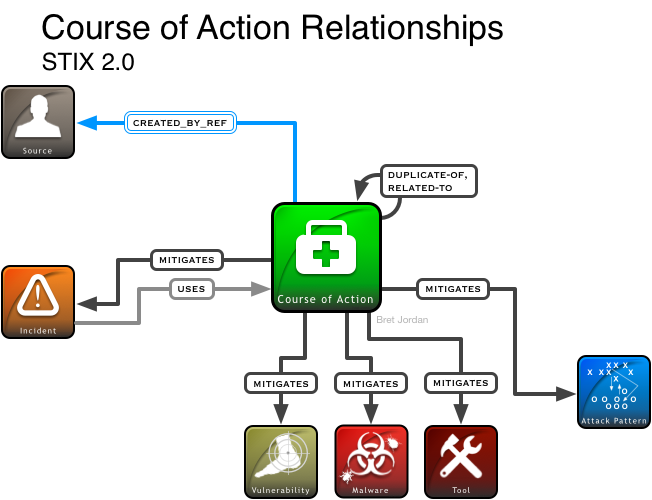 Course of Action Relationships
STIX 2.0
CREATED_BY_REF
Source
DUPLICATE-OF,
RELATED-TO
MITIGATES
USES
Course of Action
MITIGATES
Incident
Bret Jordan
MITIGATES
MITIGATES
MITIGATES
X X X X
X X X X
X
O
O O O O
O O O
Attack Pattern
Vulnerability
Malware
Tool